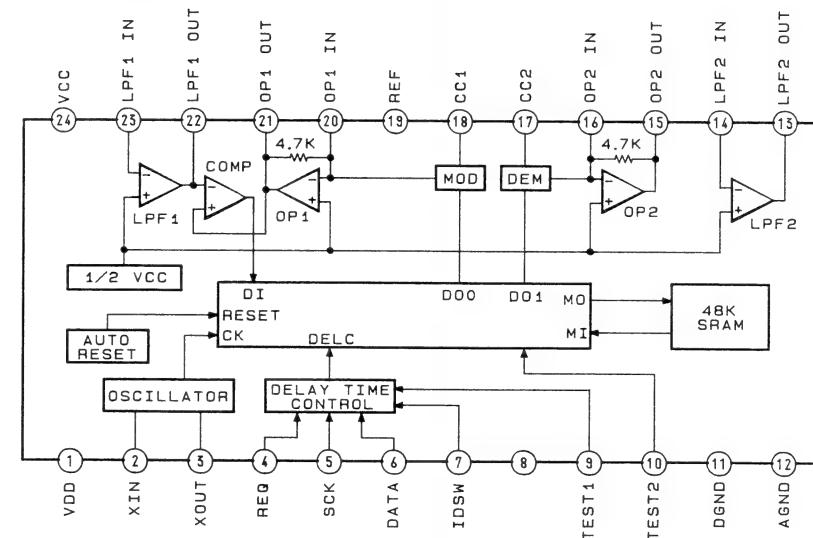 VCC
LPF1 IN
LPF1 OUT
OP1 OUT
OP1 IN
REF
CC1
CC2
OP2 IN
OP2 OUT
LPF2 IN
LPF2 OUT
24
23
22
21
20
19
18
17
16
15
14
13
4.7K
4.7K
COMP
MOD
DEM
LPF1
OP1
OP2
LPF2
1/2 VCC
DI
DO0
DO1
MO
RESET
CK
DELC
MI
48K
SRAM
AUTO
RESET
OSCILLATOR
DELAY TIME
CONTROL
1
2
3
4
5
6
7
8
9
10
11
12
VDD
XIN
XOUT
REQ
SCK
DATA
IDSW
TEST1
TEST2
DGND
AGND